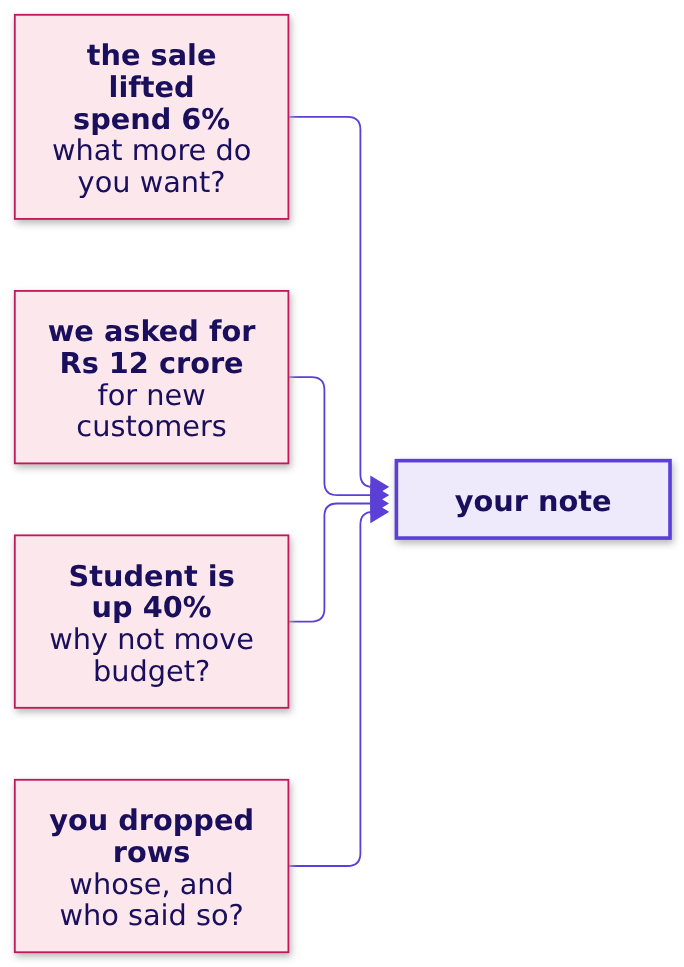 the sale
lifted
spend 6%
what more do
you want?
we asked for
Rs 12 crore
for new
customers
your note
Student is
up 40%
why not move
budget?
you dropped
rows
whose, and
who said so?